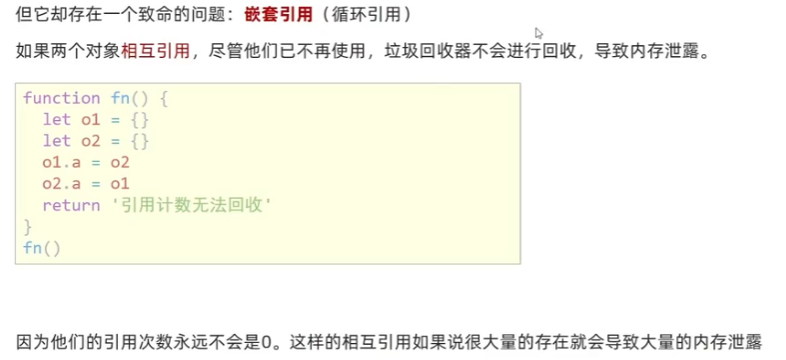 但它却存在一个致命的问题：嵌套引用（循环引用）
如果两个对象相互引用，尽管他们已不再使用，垃圾回收器不会进行回收，导致内存泄露。
function fn() {
  let o1 = {}
  let o2 = {}
  o1.a = o2
  o2.a = o1
  return '引用计数无法回收'
}
fn()
因为他们的引用次数永远不会是0。这样的相互引用如果说很大量的存在就会导致大量的内存泄露